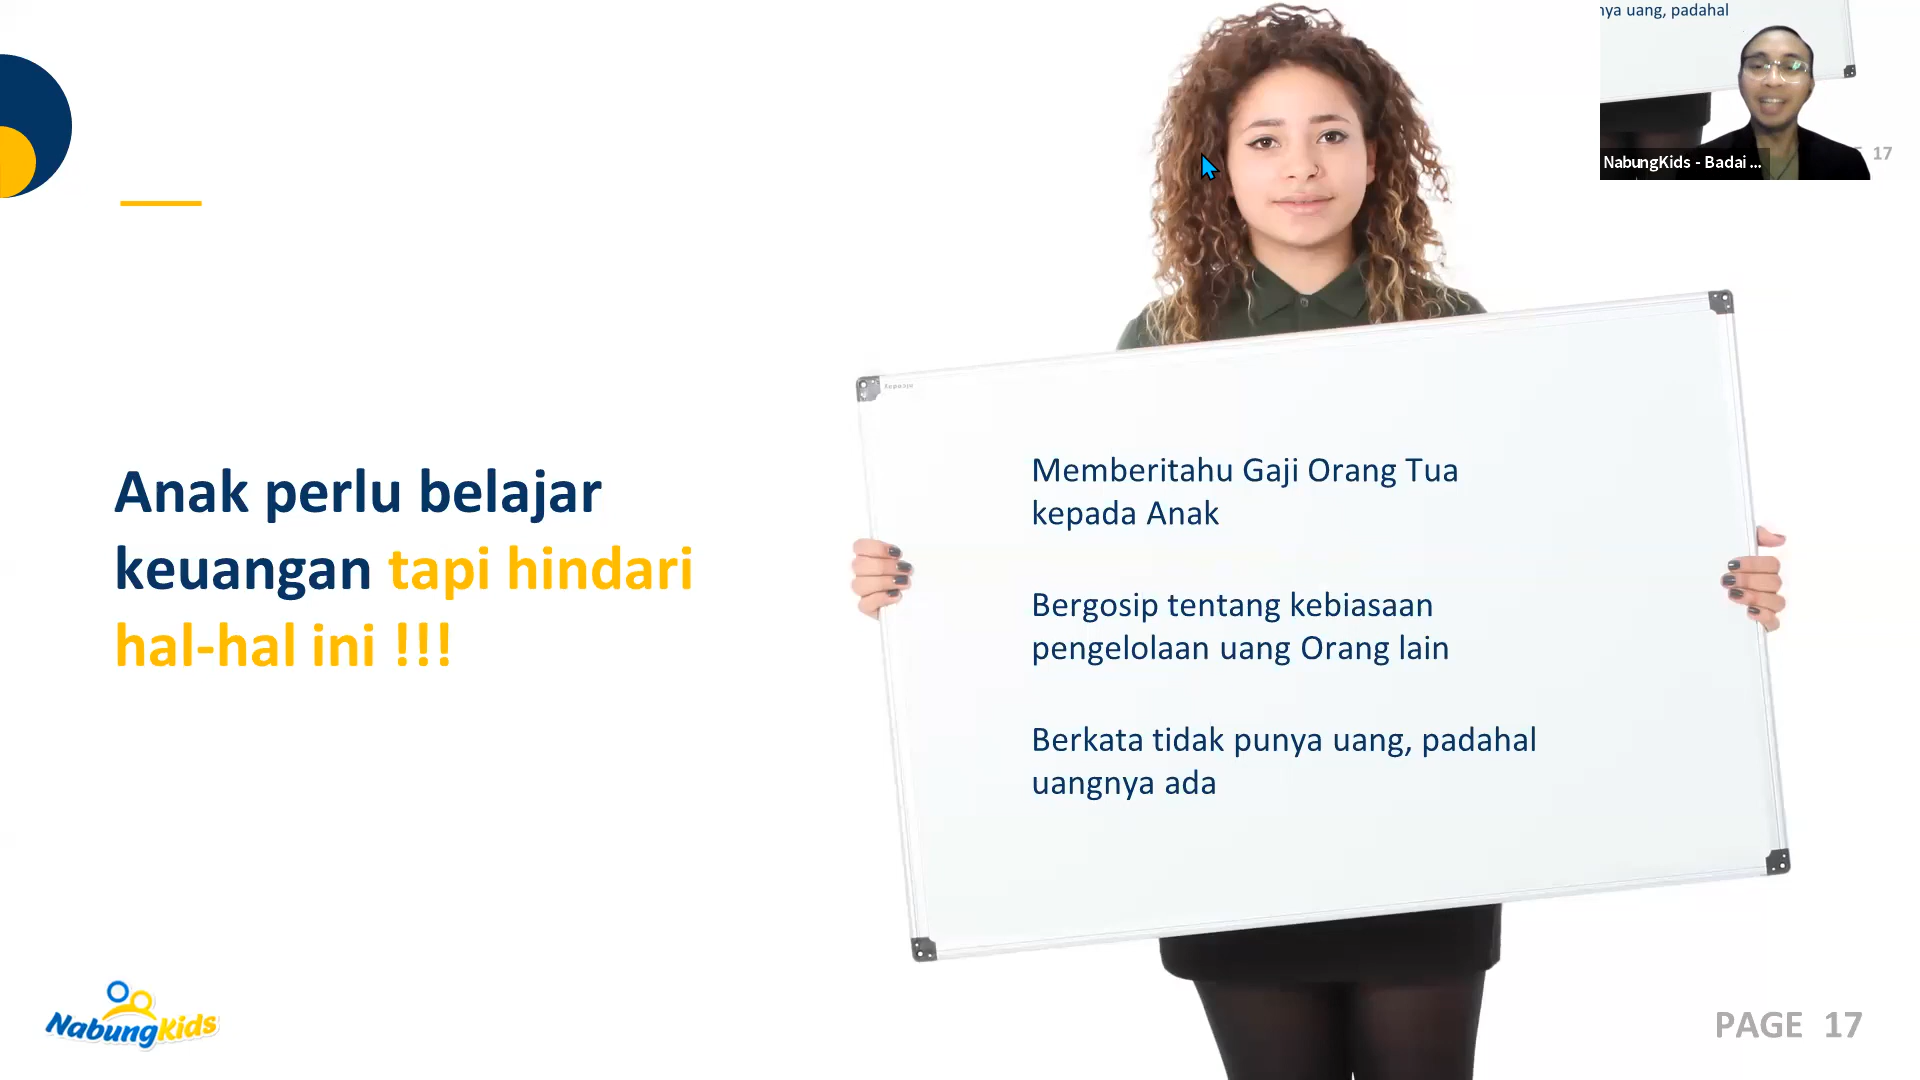 nya uang, padahal
17
NabungKids - Badai ...
Anak perlu belajar
keuangan tapi hindari
hal-hal ini !!!
Memberitahu Gaji Orang Tua
kepada Anak
Bergosip tentang kebiasaan
pengelolaan uang Orang lain
Berkata tidak punya uang, padahal
uangnya ada
NabungKids
PAGE 17